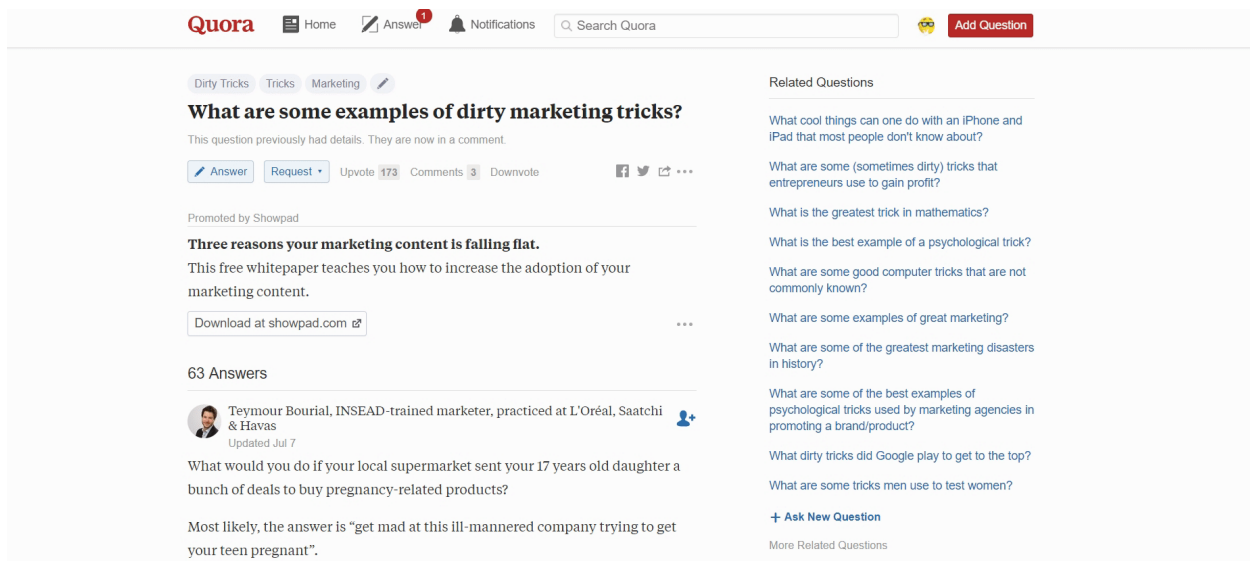 Quora Home Answer 1 Notifications Search Quora Add Question
Dirty Tricks Tricks Marketing
What are some examples of dirty marketing tricks?
This question previously had details. They are now in a comment.
Answer Request Upvote 173 Comments 3 Downvote
Promoted by Showpad
Three reasons your marketing content is falling flat.
This free whitepaper teaches you how to increase the adoption of your
marketing content.
Download at showpad.com
63 Answers
Teymour Bourial, INSEAD-trained marketer, practiced at L'Oréal, Saatchi
& Havas
Updated Jul 7
What would you do if your local supermarket sent your 17 years old daughter a
bunch of deals to buy pregnancy-related products?
Most likely, the answer is “get mad at this ill-mannered company trying to get
your teen pregnant”.
Related Questions
What cool things can one do with an iPhone and
iPad that most people don't know about?
What are some (sometimes dirty) tricks that
entrepreneurs use to gain profit?
What is the greatest trick in mathematics?
What is the best example of a psychological trick?
What are some good computer tricks that are not
commonly known?
What are some examples of great marketing?
What are some of the greatest marketing disasters
in history?
What are some of the best examples of
psychological tricks used by marketing agencies in
promoting a brand/product?
What dirty tricks did Google play to get to the top?
What are some tricks men use to test women?
+ Ask New Question
More Related Questions